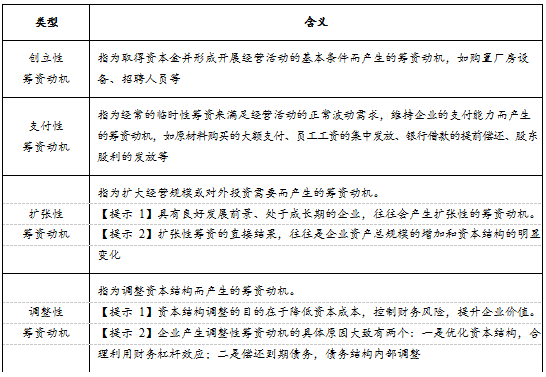 类型 含义
创立性
筹资动机
指为取得资本金并形成开展经营活动的基本条件而产生的筹资动机，如购置厂房设
备、招聘人员等
支付性
筹资动机
指为经常的临时性筹资来满足经营活动的正常波动需求，维持企业的支付能力而产生
的筹资动机，如原材料购买的大额支付、员工工资的集中发放、银行借款的提前偿还、股东
股利的发放等
扩张性
筹资动机
指为扩大经营规模或对外投资需要而产生的筹资动机。
【提示 1】具有良好发展前景、处于成长期的企业，往往会产生扩张性的筹资动机。
【提示 2】扩张性筹资的直接结果，往往是企业资产总规模的增加和资本结构的明显
变化
调整性
筹资动机
指为调整资本结构而产生的筹资动机。
【提示 1】资本结构调整的目的在于降低资本成本，控制财务风险，提升企业价值。
【提示 2】企业产生调整性筹资动机的具体原因大致有两个：一是优化资本结构，合
理利用财务杠杆效应；二是偿还到期债务，债务结构内部调整